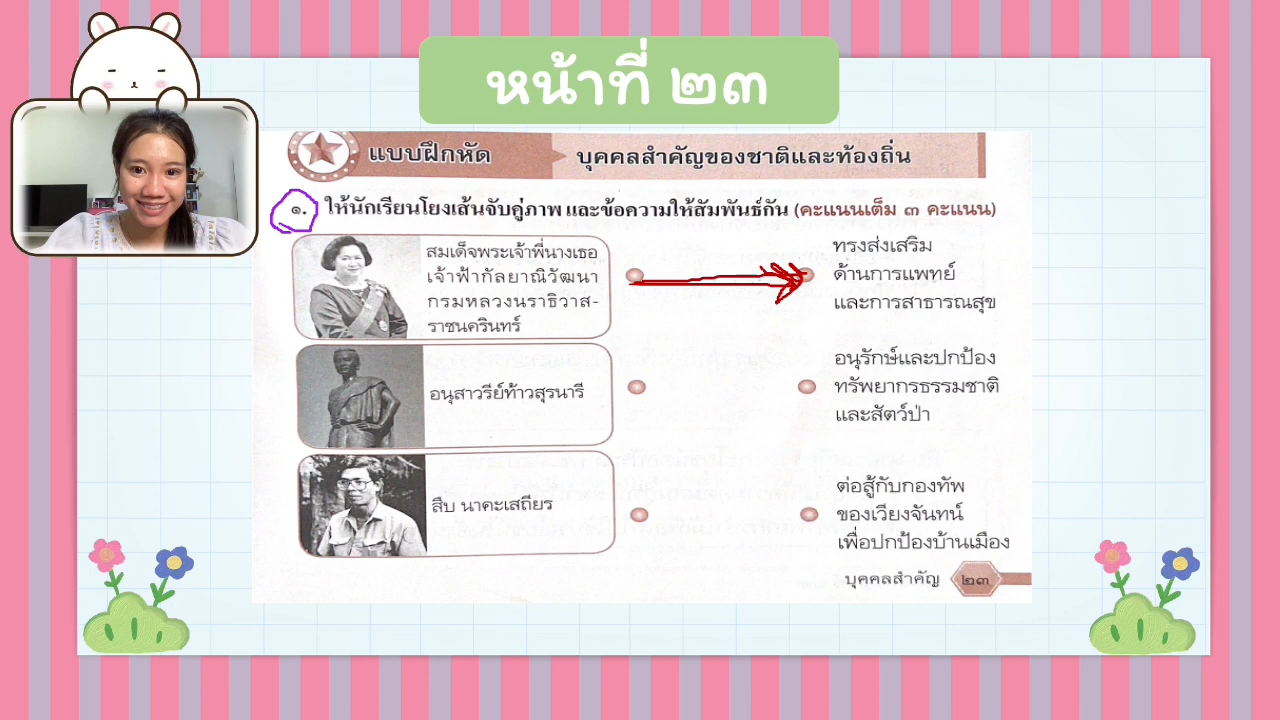 หน้าที่ ๒๓
แบบฝึกหัด
บุคคลสำคัญของชาติและท้องถิ่น
๑. ให้นักเรียนโยงเส้นจับคู่ภาพ และข้อความให้สัมพันธ์กัน (คะแนนเต็ม ๓ คะแนน)
สมเด็จพระเจ้าพี่นางเธอ
เจ้าฟ้ากัลยาณิวัฒนา
กรมหลวงนราธิวาส-
ราชนครินทร์
ทรงส่งเสริม
ด้านการแพทย์
และการสาธารณสุข
อนุสาวรีย์ท้าวสุรนารี
อนุรักษ์และปกป้อง
ทรัพยากรธรรมชาติ
และสัตว์ป่า
สืบ นาคะเสถียร
ต่อสู้กับกองทัพ
ของเวียงจันทน์
เพื่อปกป้องบ้านเมือง
บุคคลสำคัญ ๒๓